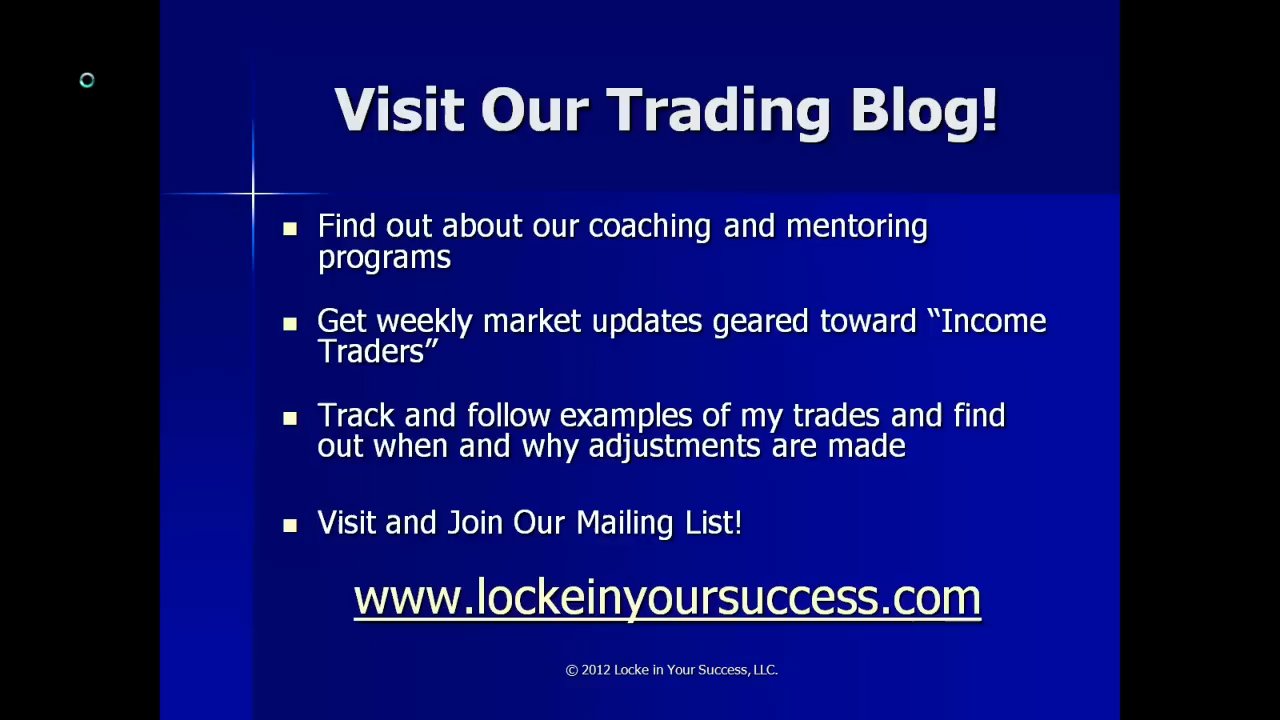 Visit Our Trading Blog!
Find out about our coaching and mentoring
programs
Get weekly market updates geared toward “Income
Traders”
Track and follow examples of my trades and find
out when and why adjustments are made
Visit and Join Our Mailing List!
www.lockeinyoursuccess.com
© 2012 Locke in Your Success, LLC.